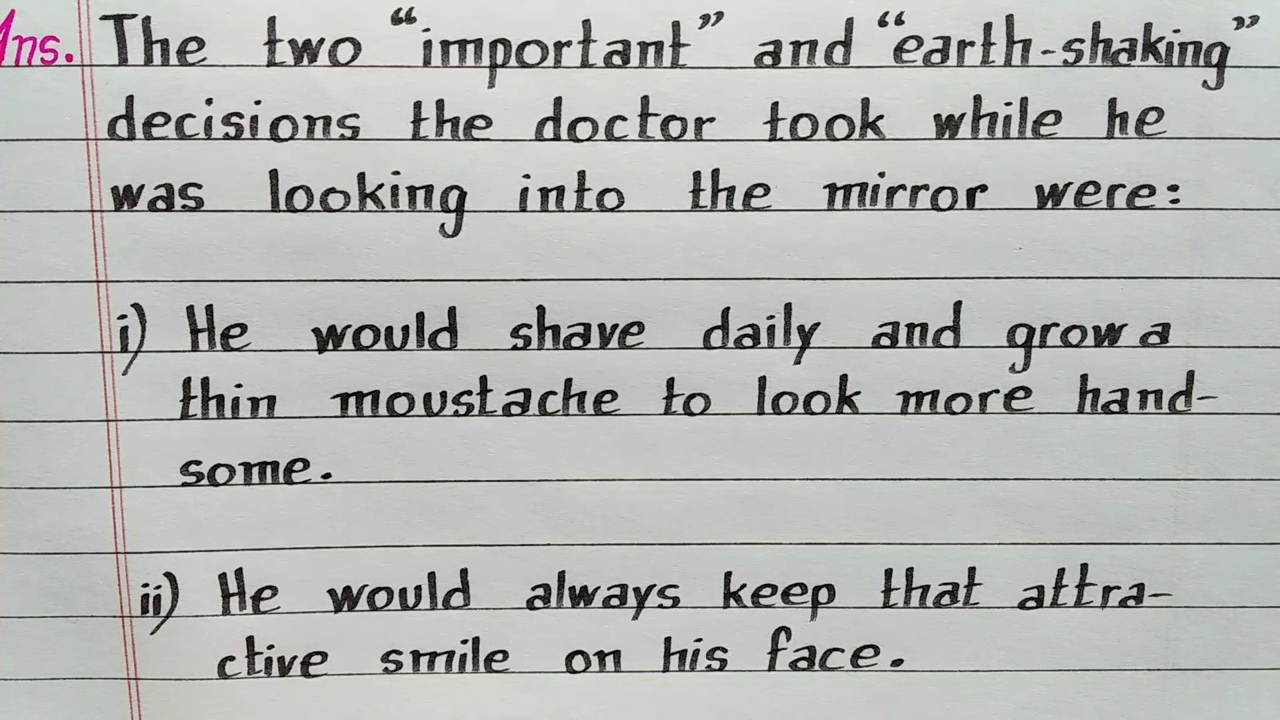 Ans. The two “important” and “earth-shaking”
decisions the doctor took while he
was looking into the mirror were:
i) He would shave daily and grow a
thin moustache to look more hand-
some.
ii) He would always keep that attra-
ctive smile on his face.